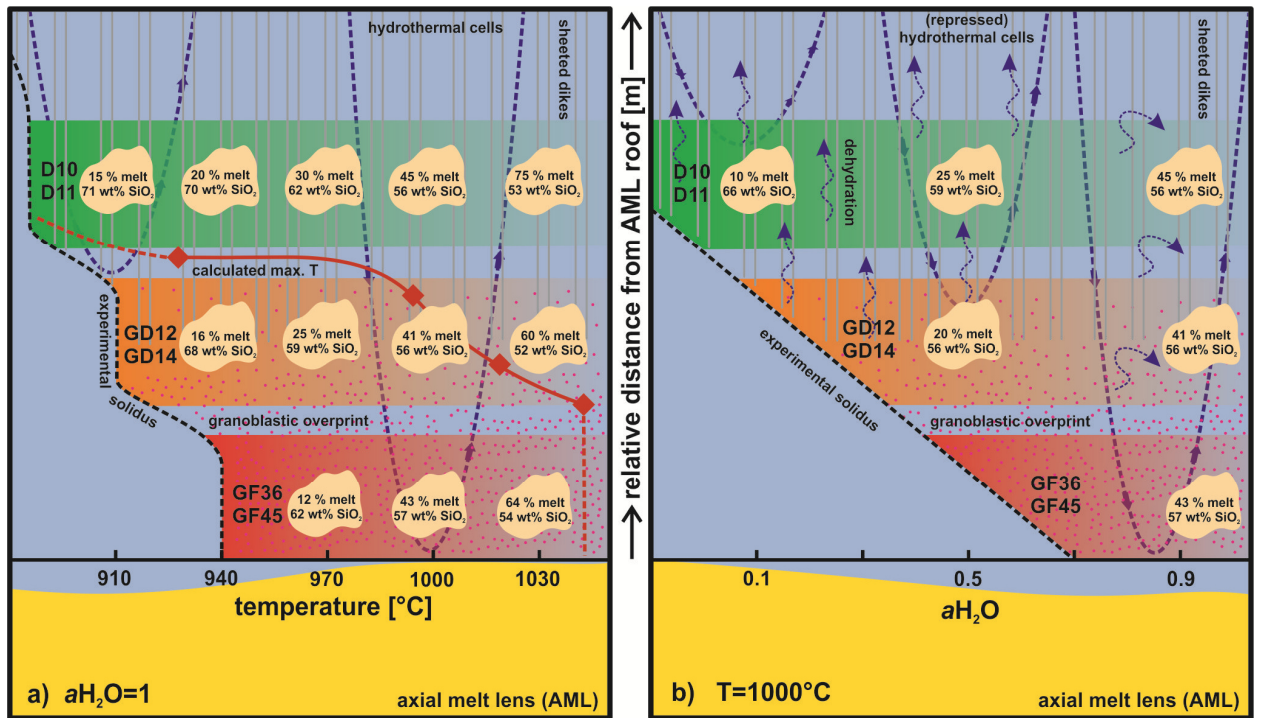 hydrothermal cells
sheeted dikes
D10
D11
15 % melt
71 wt% SiO₂
20 % melt
70 wt% SiO₂
30 % melt
62 wt% SiO₂
45 % melt
56 wt% SiO₂
75 % melt
53 wt% SiO₂
calculated max. T
experimental
solidus
GD12
GD14
16 % melt
68 wt% SiO₂
25 % melt
59 wt% SiO₂
41 % melt
56 wt% SiO₂
60 % melt
52 wt% SiO₂
granoblastic overprint
GF36
GF45
12 % melt
62 wt% SiO₂
43 % melt
57 wt% SiO₂
64 % melt
54 wt% SiO₂
910 940 970 1000 1030
temperature [°C]
a) aH₂O=1
axial melt lens (AML)
relative distance from AML roof [m]
(repressed)
hydrothermal cells
sheeted dikes
D10
D11
10 % melt
66 wt% SiO₂
dehydration
25 % melt
59 wt% SiO₂
45 % melt
56 wt% SiO₂
experimental solidus
GD12
GD14
20 % melt
56 wt% SiO₂
41 % melt
56 wt% SiO₂
granoblastic overprint
GF36
GF45
43 % melt
57 wt% SiO₂
0.1 0.5 0.9
aH₂O
b) T=1000°C
axial melt lens (AML)